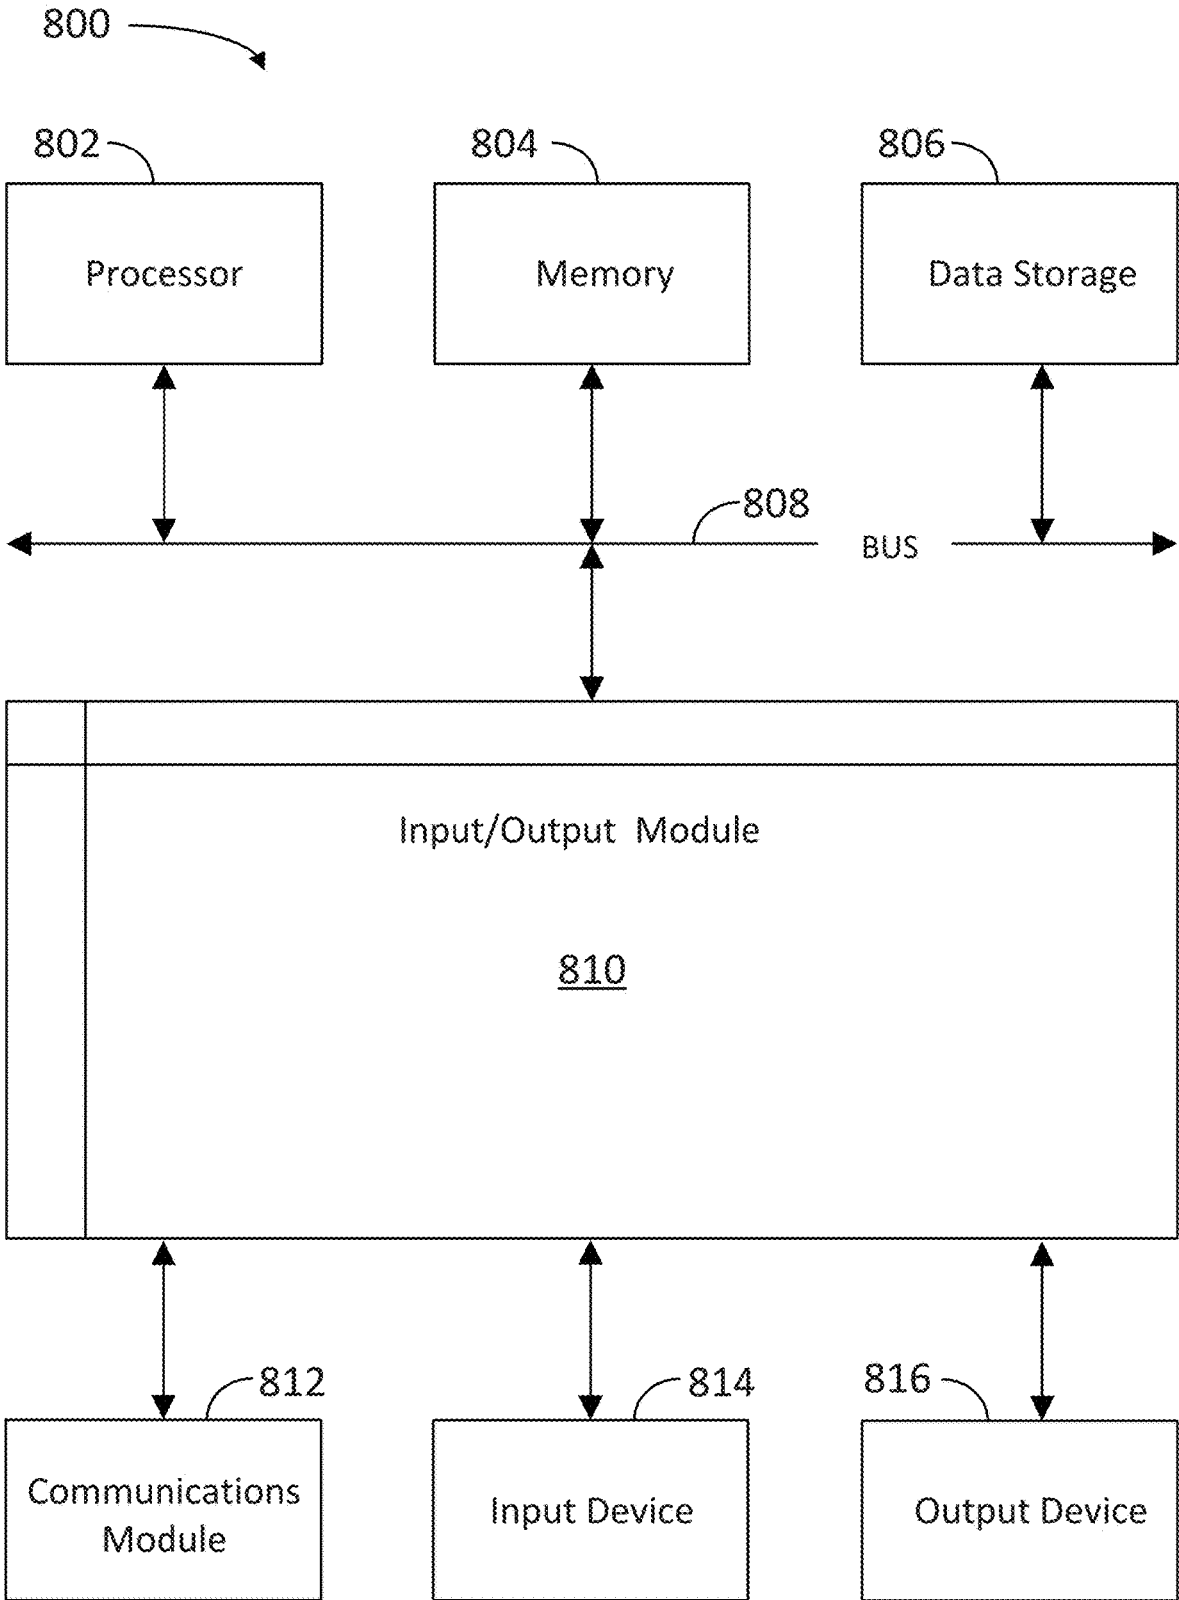 800
802
804
806
Processor
Memory
Data Storage
808
BUS
Input/Output Module
810
812
814
816
Communications
Module
Input Device
Output Device